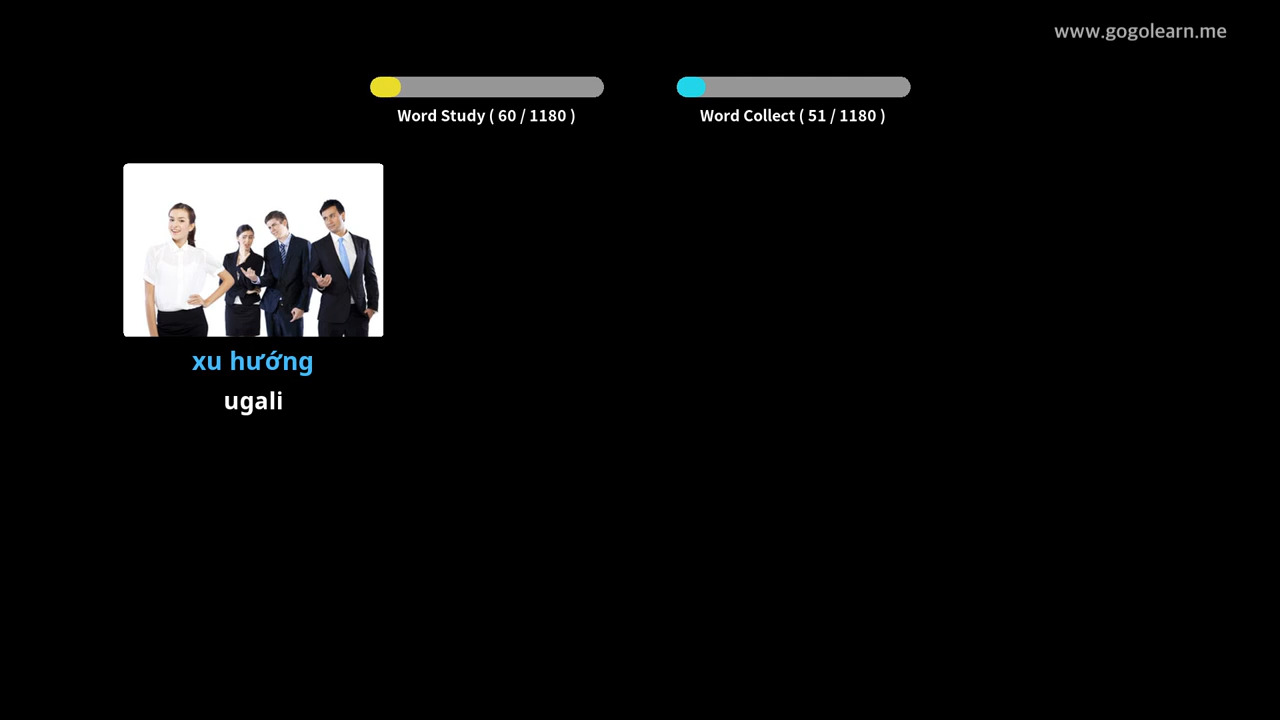 www.gogolearn.me
Word Study ( 60 / 1180 )
Word Collect ( 51 / 1180 )
xu hướng
ugali